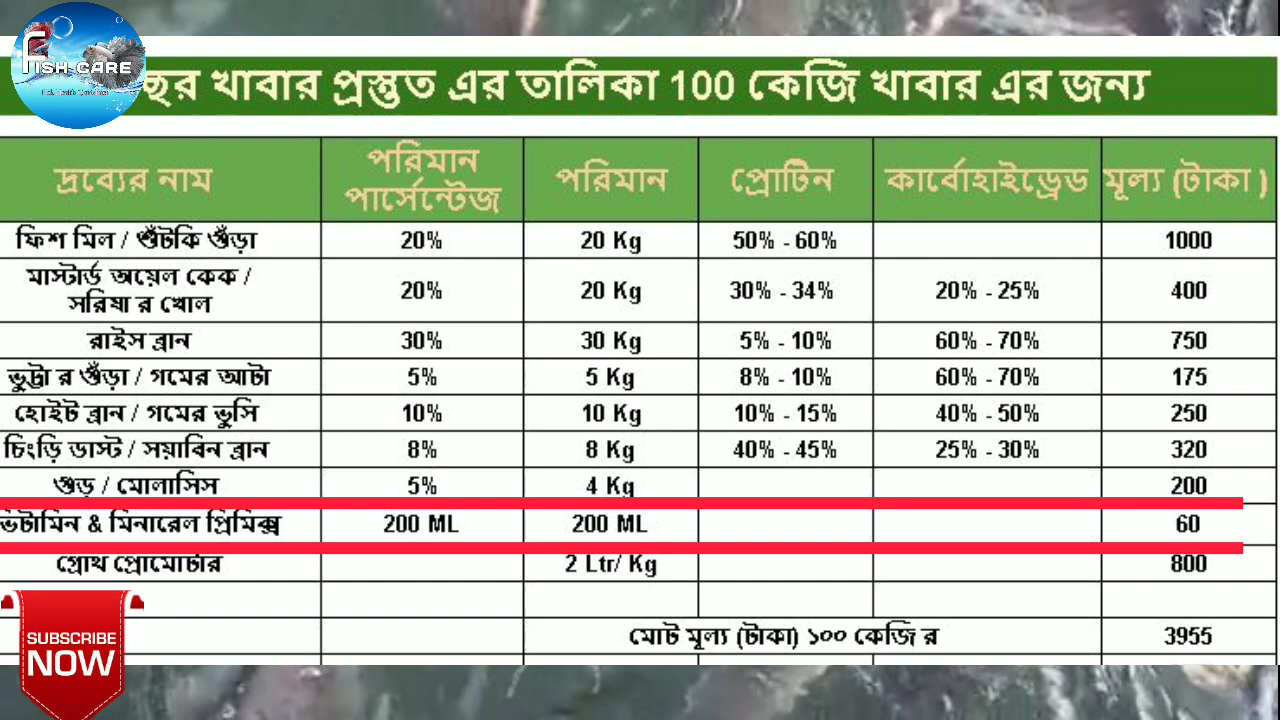 FISH CARE
ছর খাবার প্রস্তুত এর তালিকা 100 কেজি খাবার এর জন্য
দ্রব্যের নাম পরিমান পার্সেন্টেজ পরিমান প্রোটিন কার্বোহাইড্রেড মূল্য (টাকা )
ফিশ মিল / শুঁটকি গুঁড়া 20% 20 Kg 50% - 60% 1000
মাস্টার্ড অয়েল কেক /
সরিষা র খোল 20% 20 Kg 30% - 34% 20% - 25% 400
রাইস ব্রান 30% 30 Kg 5% - 10% 60% - 70% 750
ভুট্টা র গুঁড়া / গমের আটা 5% 5 Kg 8% - 10% 60% - 70% 175
হোইট ব্রান / গমের ভুসি 10% 10 Kg 10% - 15% 40% - 50% 250
চিংড়ি ডাস্ট / সয়াবিন ব্রান 8% 8 Kg 40% - 45% 25% - 30% 320
গুড় / মোলাসিস 5% 4 Kg 200
ভিটামিন & মিনারেল প্রিমিক্স 200 ML 200 ML 60
গ্রোথ প্রোমোটার 2 Ltr/ Kg 800
মোট মূল্য (টাকা) ১০০ কেজি র 3955
SUBSCRIBE
NOW